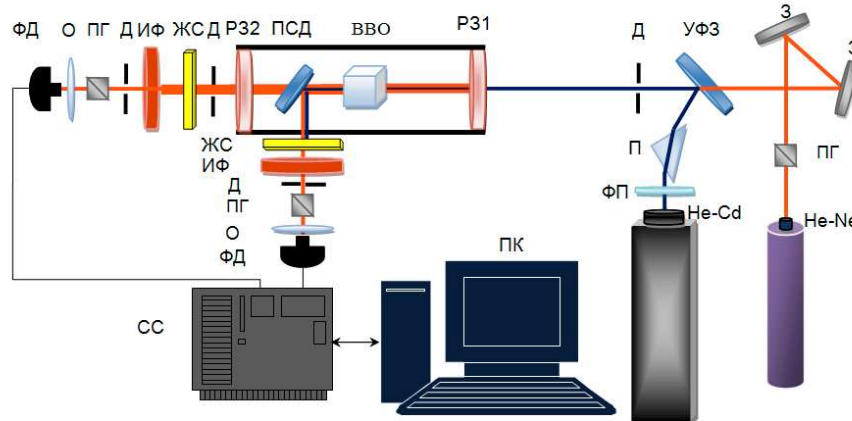 ФД О ПГ Д ИФ ЖС Д РЗ2 ПСД ВВО РЗ1 Д УФЗ З
З
ЖС
ИФ
Д
ПГ
О
ФД
П
ФП
ПГ
He-Cd
He-Ne
ПК
СС